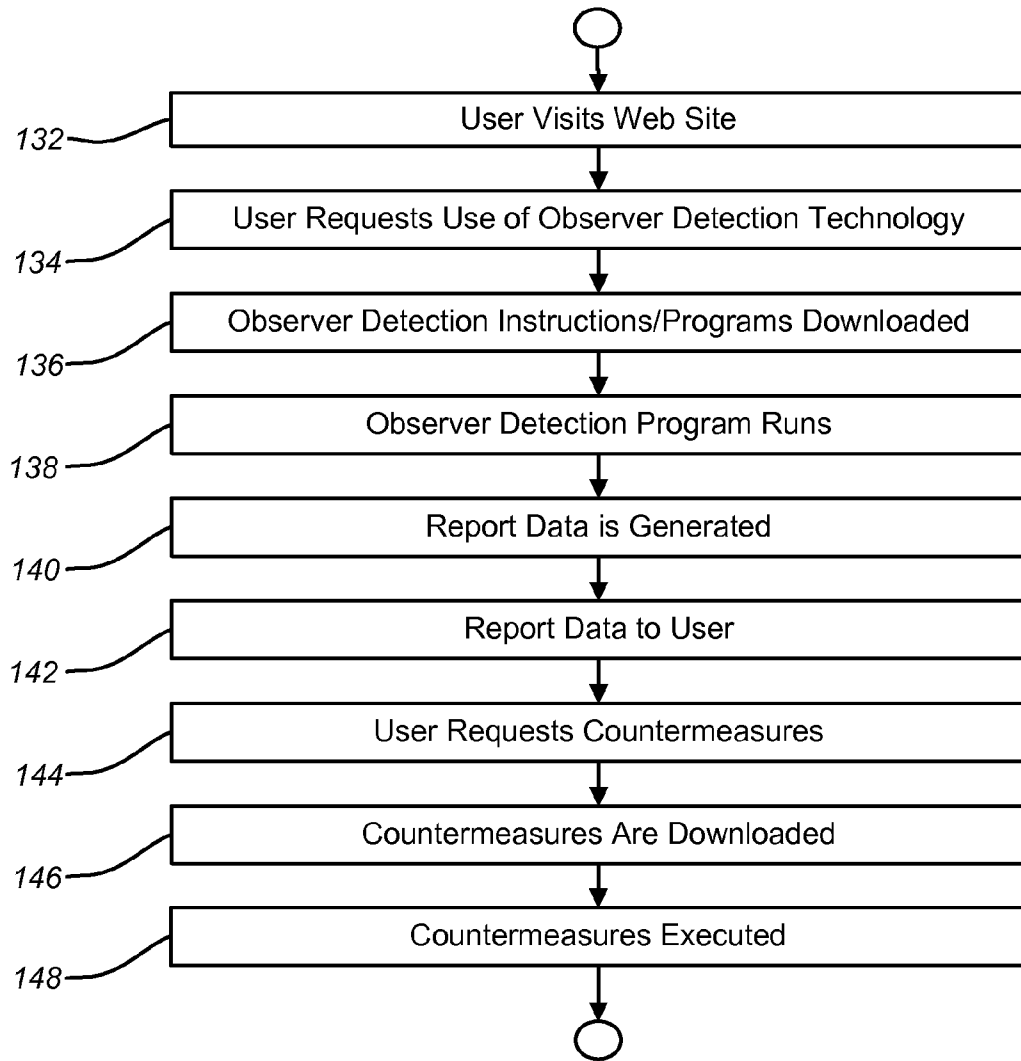 132
User Visits Web Site
134
User Requests Use of Observer Detection Technology
136
Observer Detection Instructions/Programs Downloaded
138
Observer Detection Program Runs
140
Report Data is Generated
142
Report Data to User
144
User Requests Countermeasures
146
Countermeasures Are Downloaded
148
Countermeasures Executed